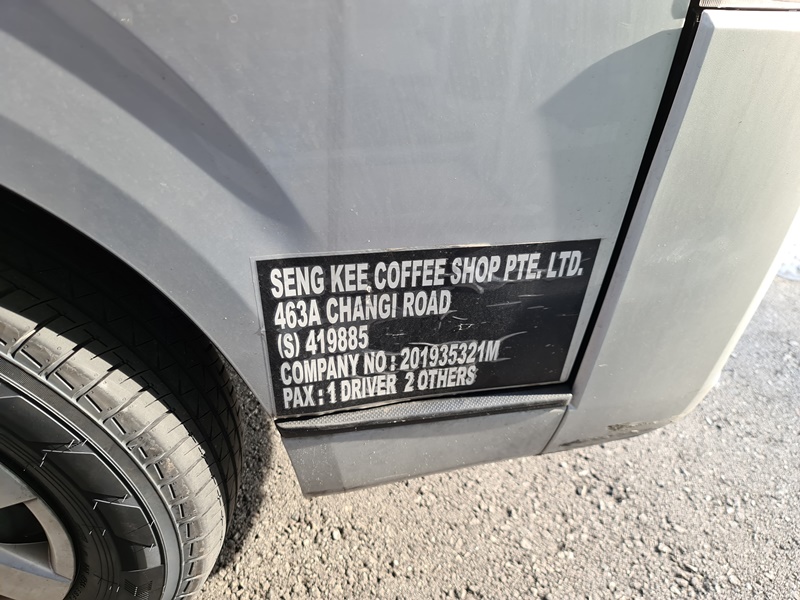 SENG KEE COFFEE SHOP PTE. LTD.
463A CHANGI ROAD
(S) 419885
COMPANY NO : 201935321M
PAX : 1 DRIVER 2 OTHERS